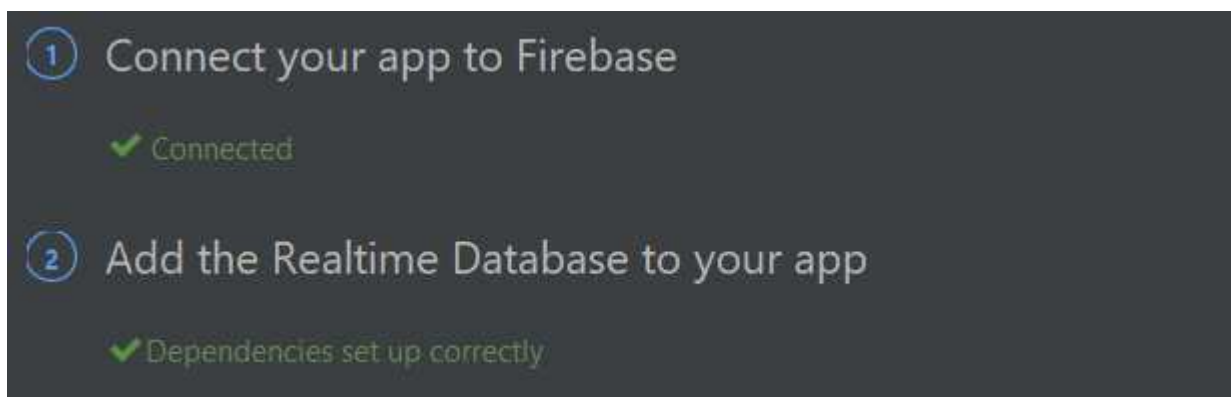 1 Connect your app to Firebase
✔ Connected
2 Add the Realtime Database to your app
✔ Dependencies set up correctly